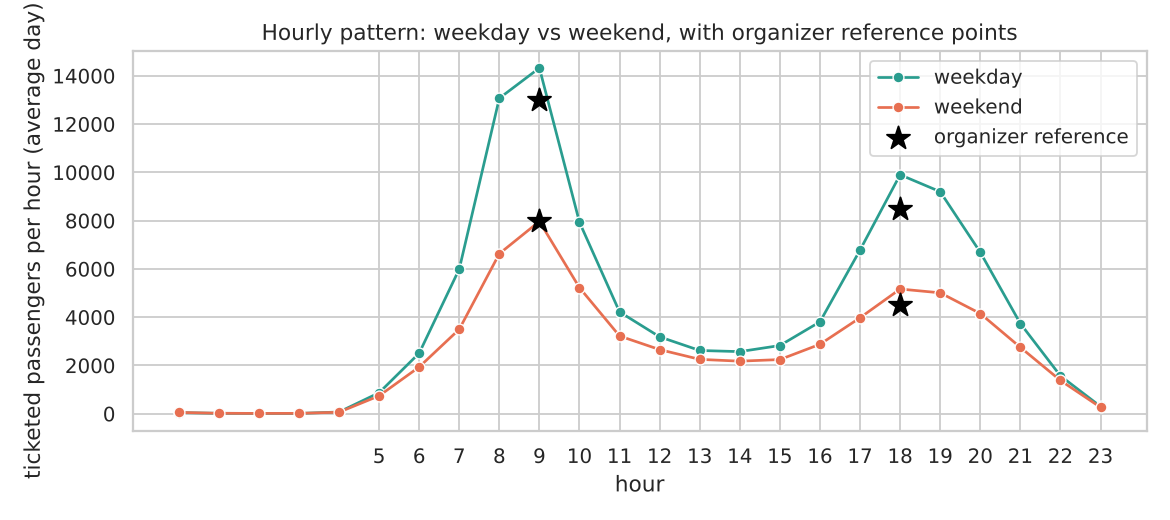 Hourly pattern: weekday vs weekend, with organizer reference points
ticketed passengers per hour (average day)
14000
12000
10000
8000
6000
4000
2000
0
weekday
weekend
organizer reference
5 6 7 8 9 10 11 12 13 14 15 16 17 18 19 20 21 22 23
hour